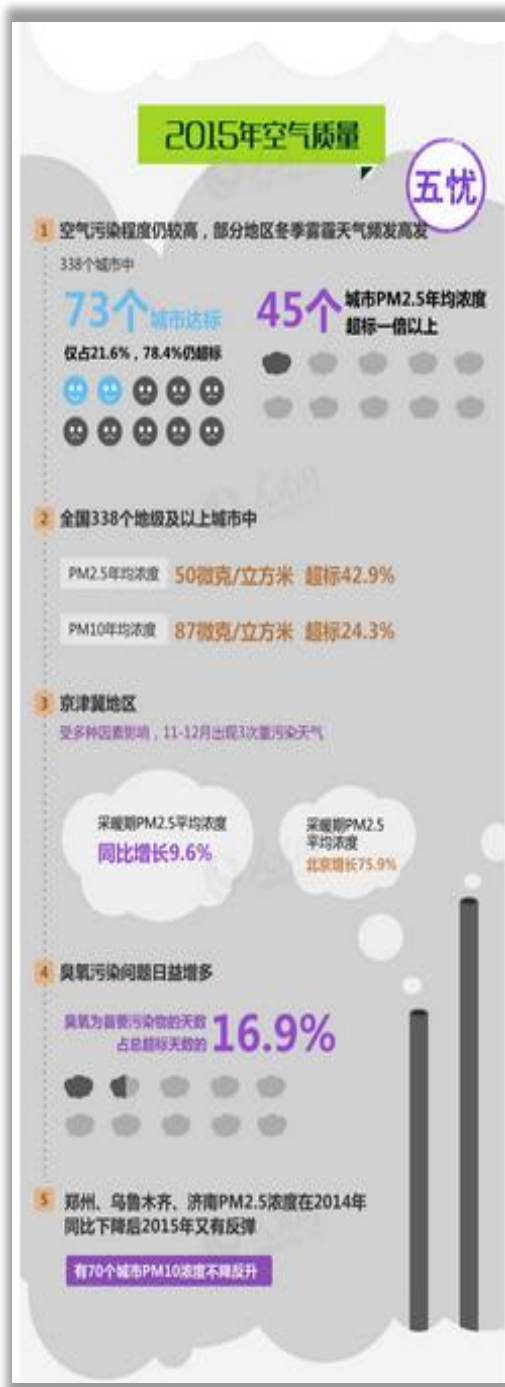 2015年空气质量
五忧
1 空气污染程度仍较高，部分地区冬季雾霾天气频发高发
338个城市中
73个城市达标
仅占21.6%，78.4%仍超标
45个城市PM2.5年均浓度
超标一倍以上
2 全国338个地级及以上城市中
PM2.5年均浓度 50微克/立方米 超标42.9%
PM10年均浓度 87微克/立方米 超标24.3%
3 京津冀地区
受多种因素影响，11-12月出现3次重污染天气
采暖期PM2.5平均浓度
同比增长9.6%
采暖期PM2.5
平均浓度
北京增长75.9%
4 臭氧污染问题日益增多
臭氧为首要污染物的天数
占总超标天数的 16.9%
5 郑州、乌鲁木齐、济南PM2.5浓度在2014年
同比下降后2015年又有反弹
有70个城市PM10浓度不降反升